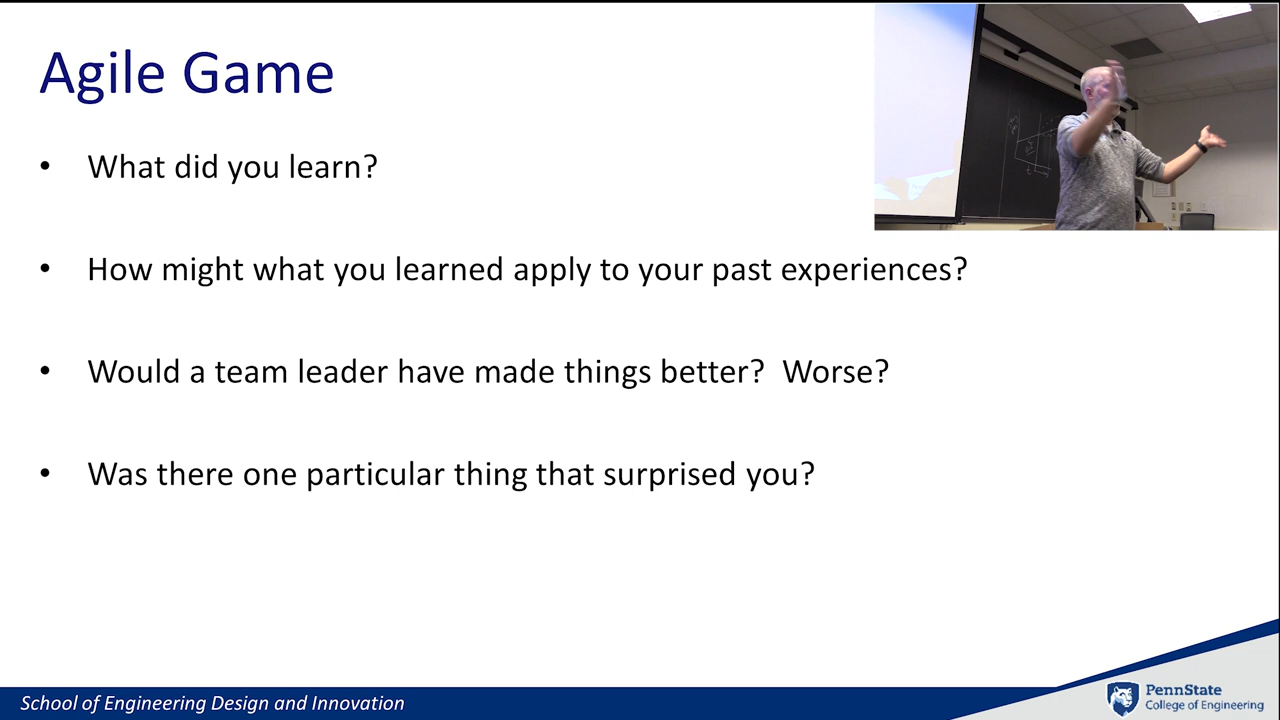 Agile Game
• What did you learn?
• How might what you learned apply to your past experiences?
• Would a team leader have made things better?  Worse?
• Was there one particular thing that surprised you?
School of Engineering Design and Innovation
PennState
College of Engineering